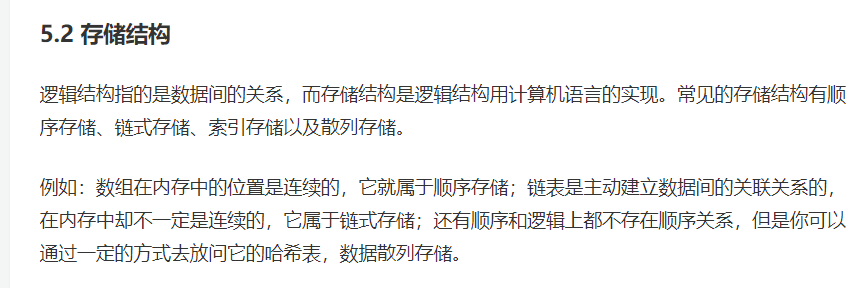 5.2 存储结构
逻辑结构指的是数据间的关系，而存储结构是逻辑结构用计算机语言的实现。常见的存储结构有顺
序存储、链式存储、索引存储以及散列存储。
例如：数组在内存中的位置是连续的，它就属于顺序存储；链表是主动建立数据间的关联关系的，
在内存中却不一定是连续的，它属于链式存储；还有顺序和逻辑上都不存在顺序关系，但是你可以
通过一定的方式去放问它的哈希表，数据散列存储。